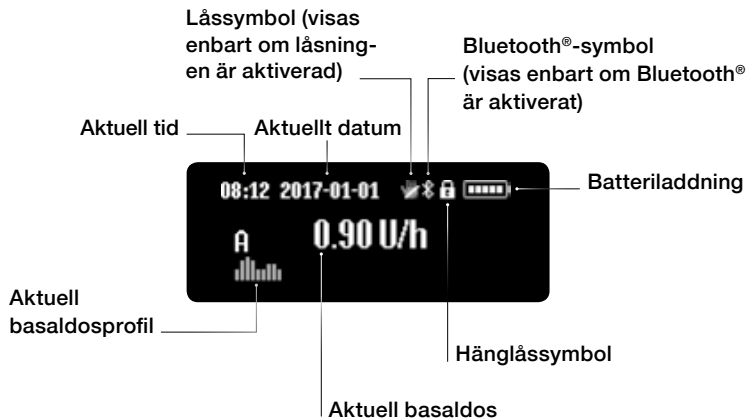 Låssymbol (visas
enbart om låsning-
en är aktiverad)
Bluetooth®-symbol
(visas enbart om Bluetooth®
är aktiverat)
Aktuell tid
Aktuellt datum
08:12 2017-01-01
Batteriladdning
A
0.90 U/h
Aktuell
basaldosprofil
Hänglåssymbol
Aktuell basaldos